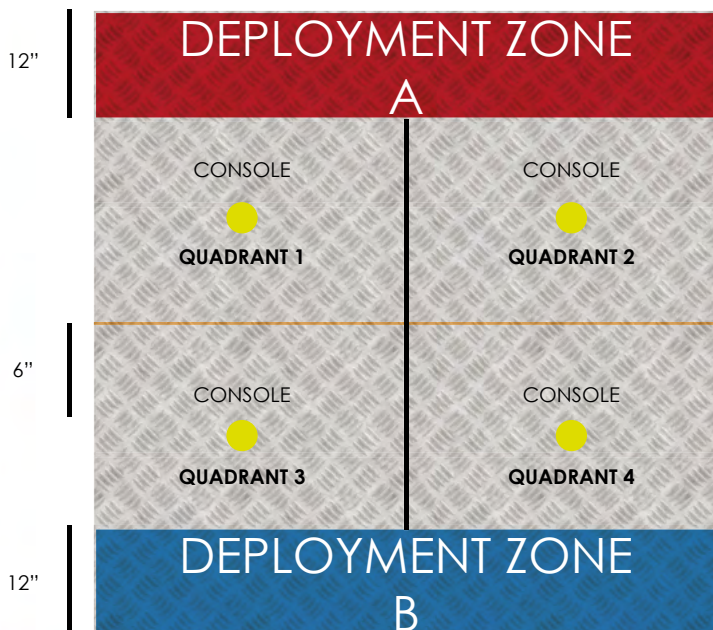 12”
DEPLOYMENT ZONE
A
CONSOLE
CONSOLE
QUADRANT 1
QUADRANT 2
6”
CONSOLE
CONSOLE
QUADRANT 3
QUADRANT 4
12”
DEPLOYMENT ZONE
B